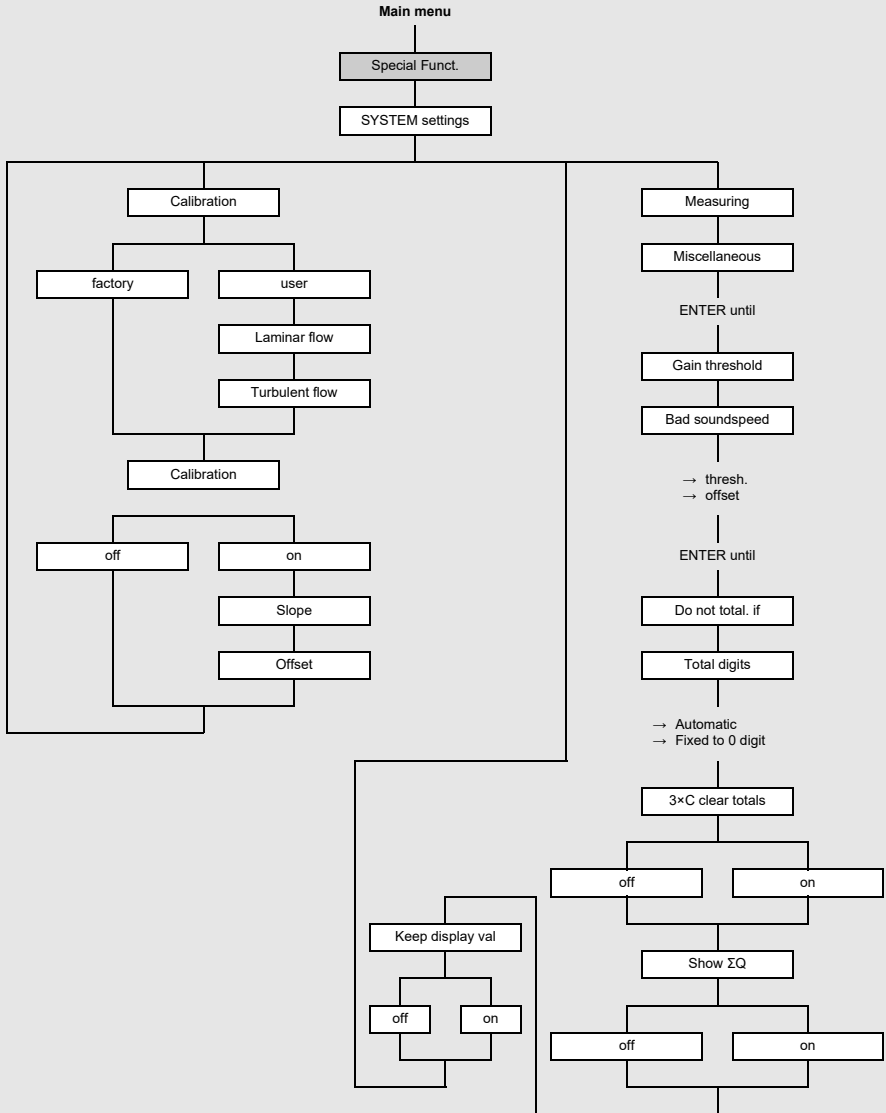 Main menu
Special Funct.
SYSTEM settings
Calibration
factory
user
Laminar flow
Turbulent flow
Calibration
off
on
Slope
Offset
Measuring
Miscellaneous
ENTER until
Gain threshold
Bad soundspeed
→ thresh.
→ offset
ENTER until
Do not total. if
Total digits
→ Automatic
→ Fixed to 0 digit
3×C clear totals
off
on
Show ΣQ
off
on
Keep display val
off
on